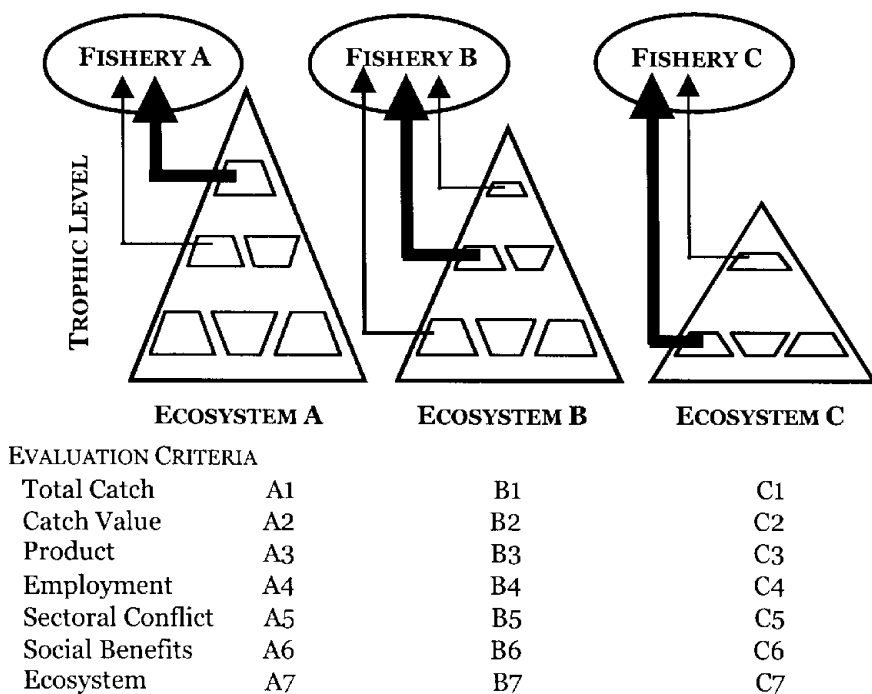 FISHERY A FISHERY B FISHERY C
TROPHIC LEVEL
ECOSYSTEM A ECOSYSTEM B ECOSYSTEM C
EVALUATION CRITERIA
Total Catch A1 B1 C1
Catch Value A2 B2 C2
Product A3 B3 C3
Employment A4 B4 C4
Sectoral Conflict A5 B5 C5
Social Benefits A6 B6 C6
Ecosystem A7 B7 C7